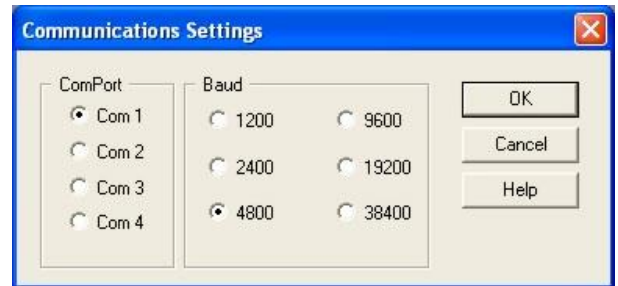 Communications Settings
ComPort
Com 1
Com 2
Com 3
Com 4
Baud
1200
2400
4800
9600
19200
38400
OK
Cancel
Help